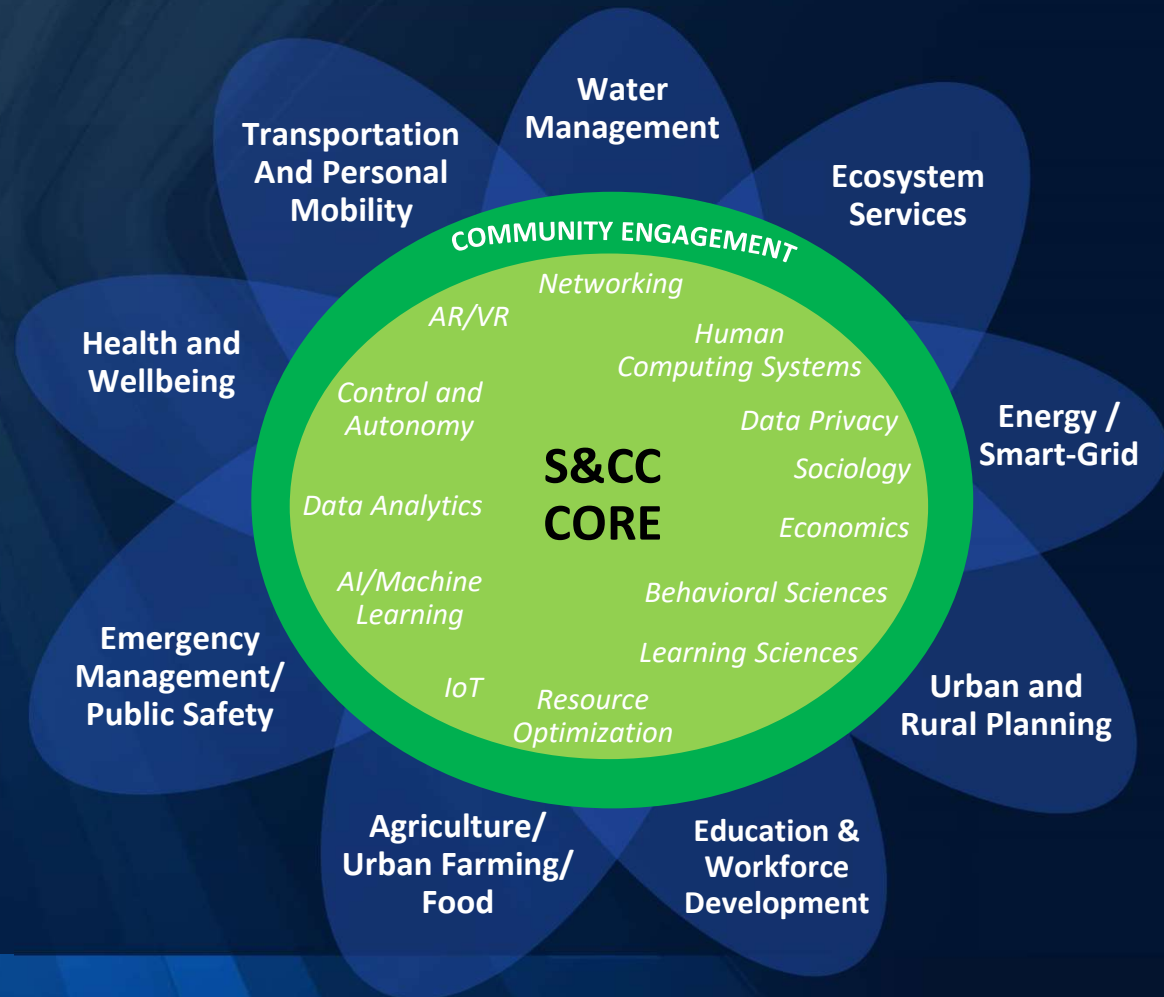 Water
Management
Transportation
And Personal
Mobility
Ecosystem
Services
COMMUNITY ENGAGEMENT
Networking
AR/VR
Human
Computing Systems
Health and
Wellbeing
Control and
Autonomy
Data Privacy
Energy /
Smart-Grid
S&CC
CORE
Sociology
Data Analytics
Economics
AI/Machine
Learning
Behavioral Sciences
Learning Sciences
Emergency
Management/
Public Safety
IoT
Resource
Optimization
Urban and
Rural Planning
Agriculture/
Urban Farming/
Food
Education &
Workforce
Development